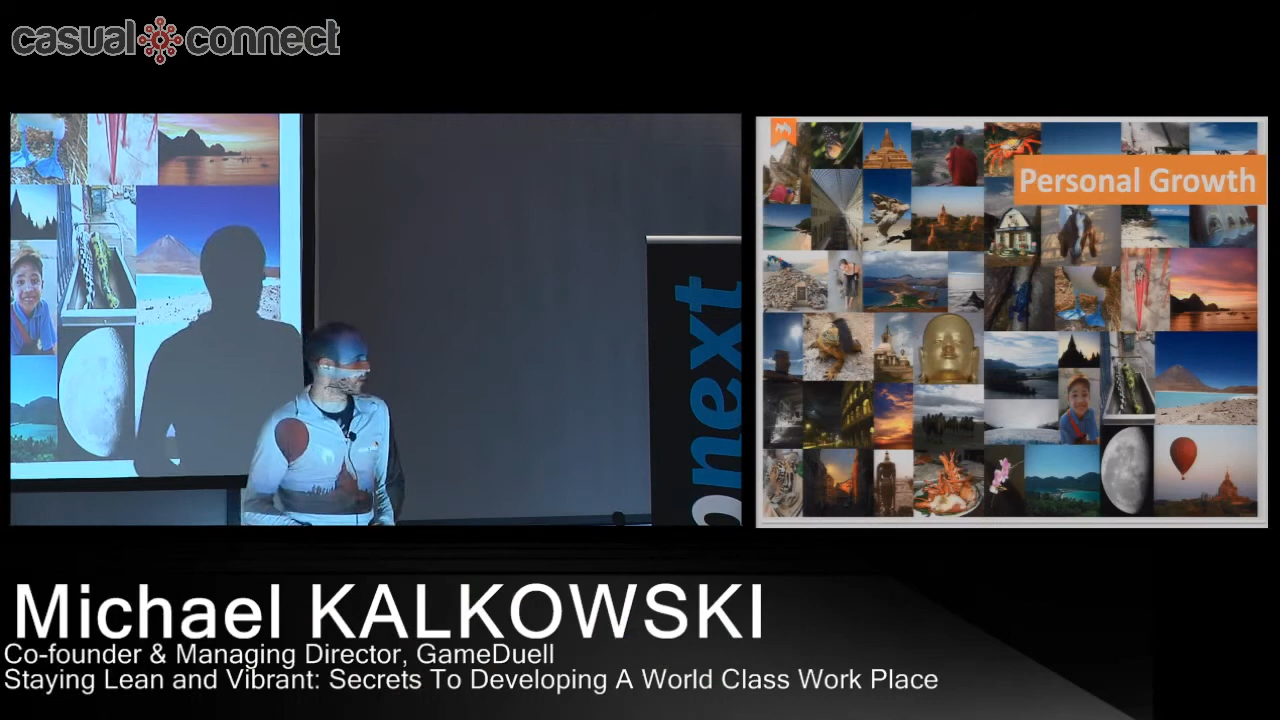 casual connect
Personal Growth
next
Michael KALKOWSKI
Co-founder & Managing Director, GameDuell
Staying Lean and Vibrant: Secrets To Developing A World Class Work Place